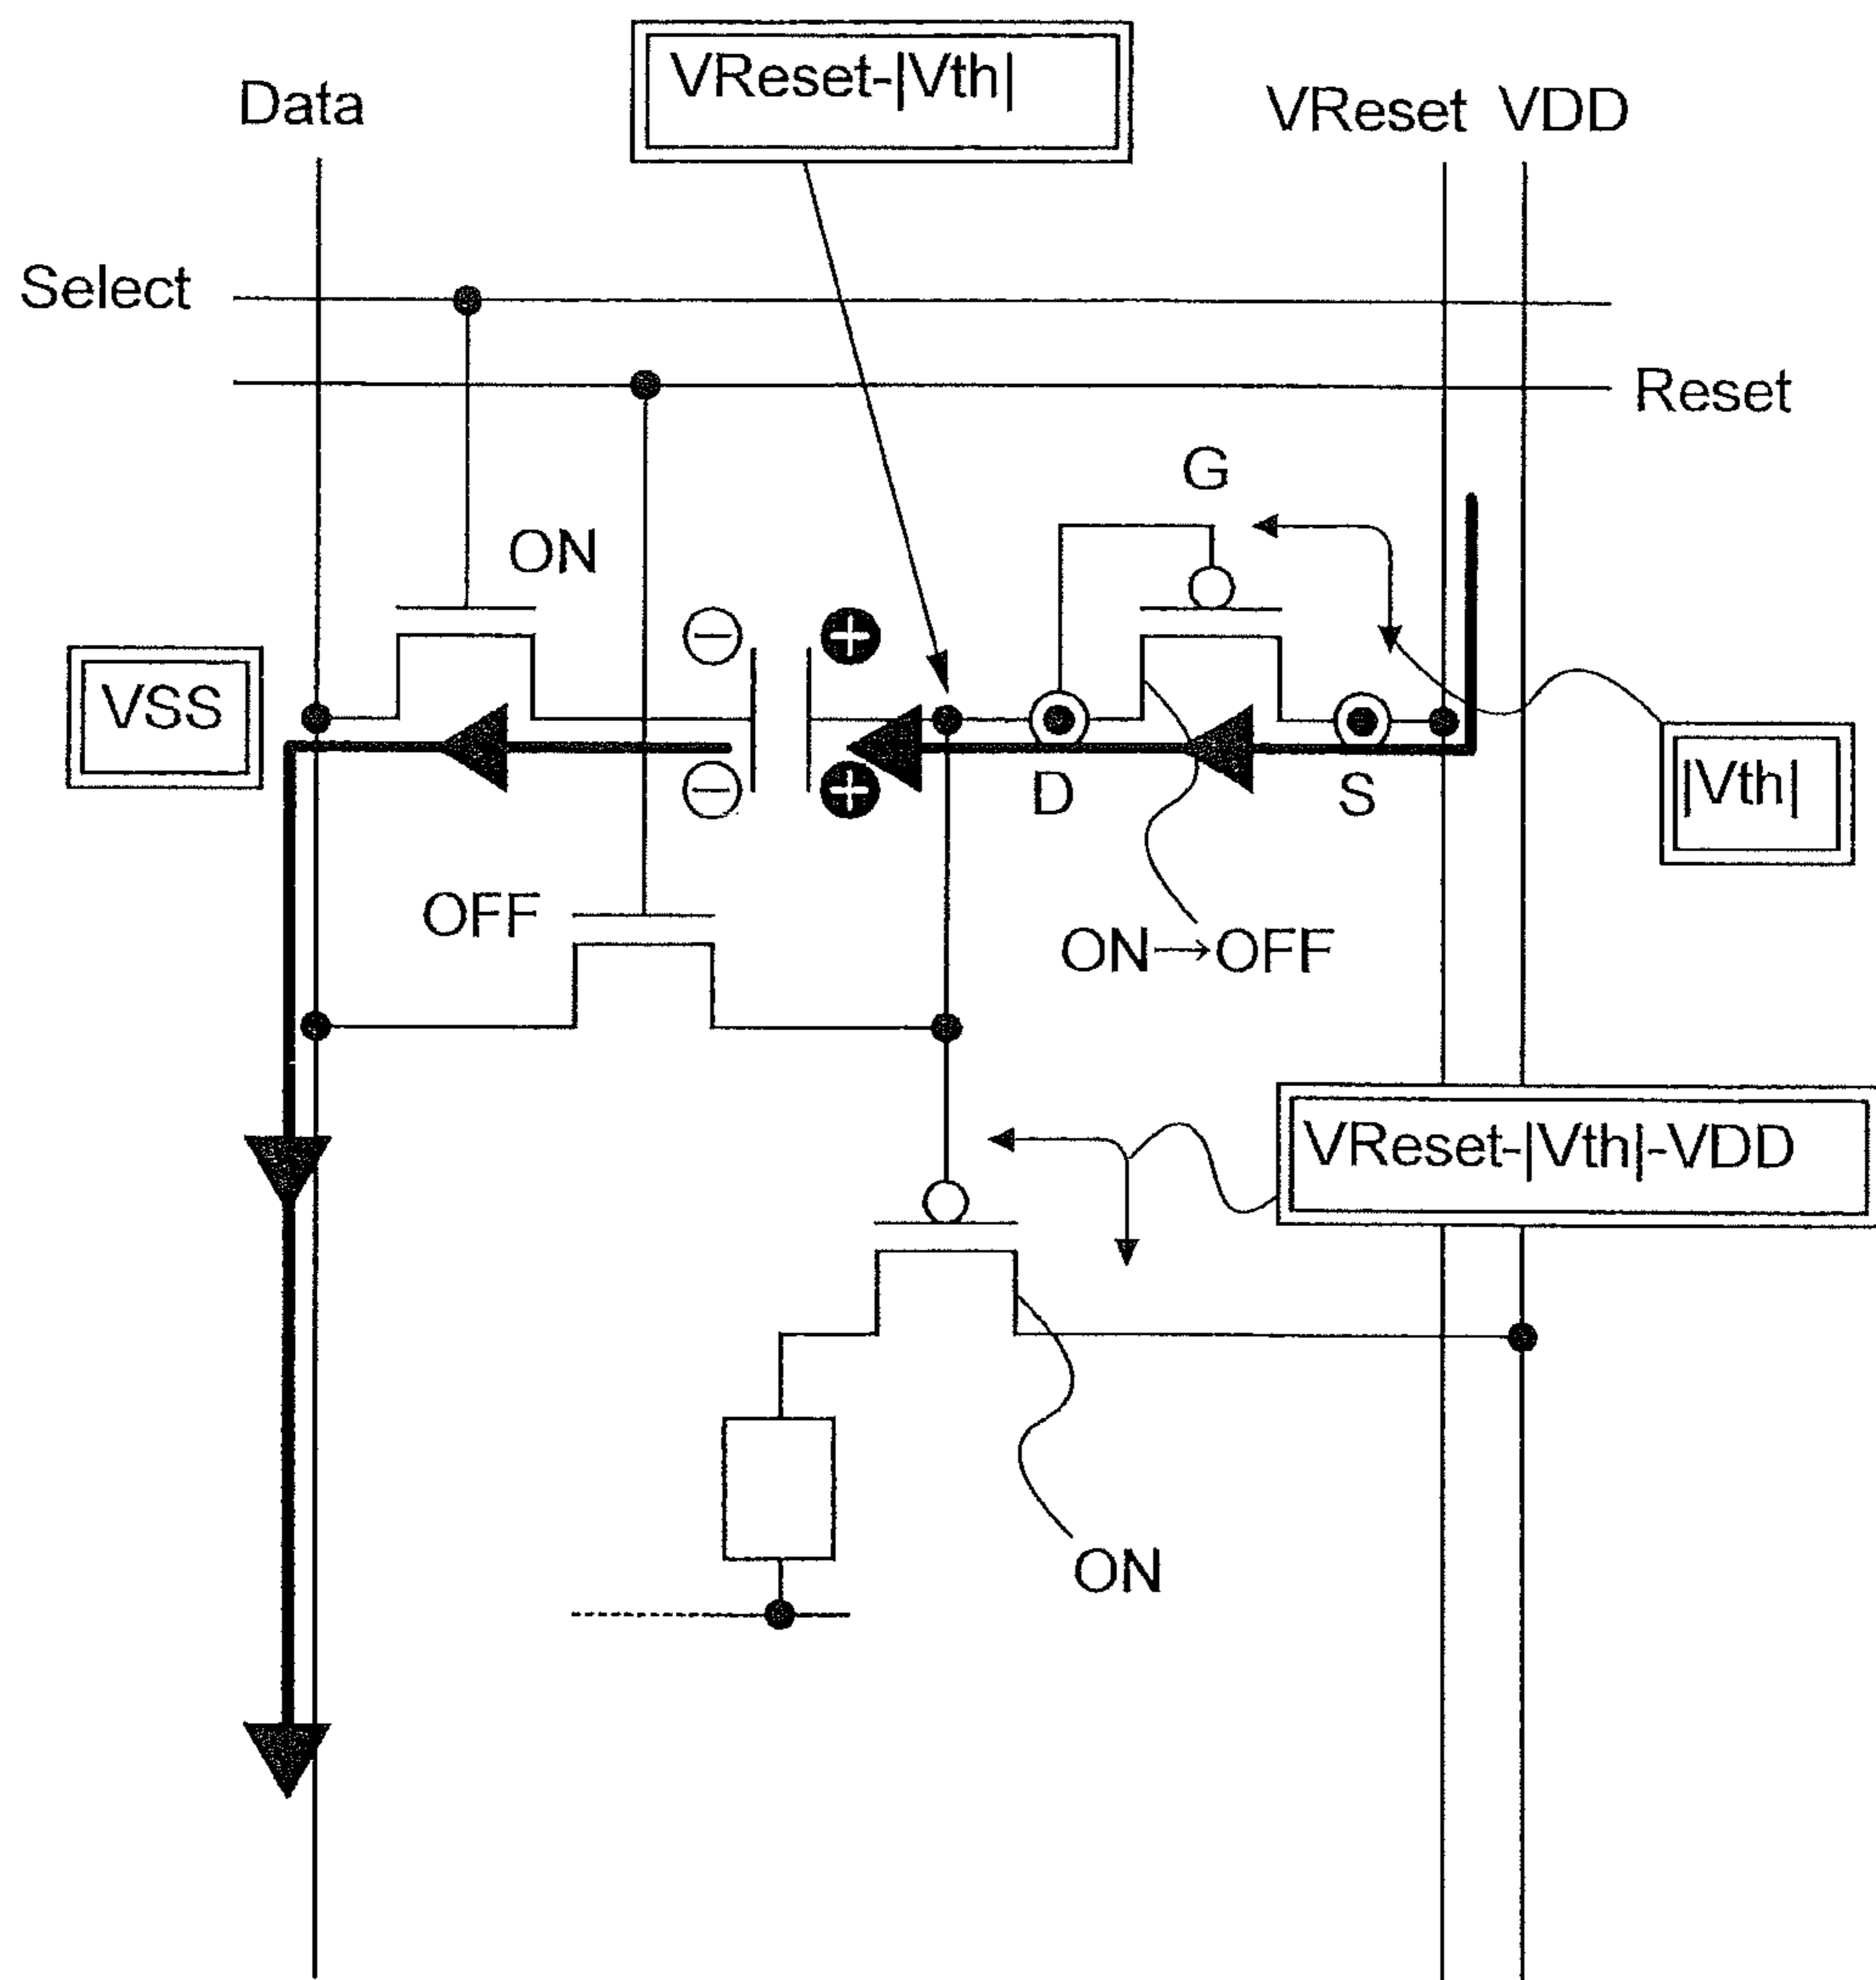 VReset-|Vth|
Data
VReset VDD
Select
Reset
G
ON
VSS
D
S
|Vth|
OFF
ON→OFF
VReset-|Vth|-VDD
ON